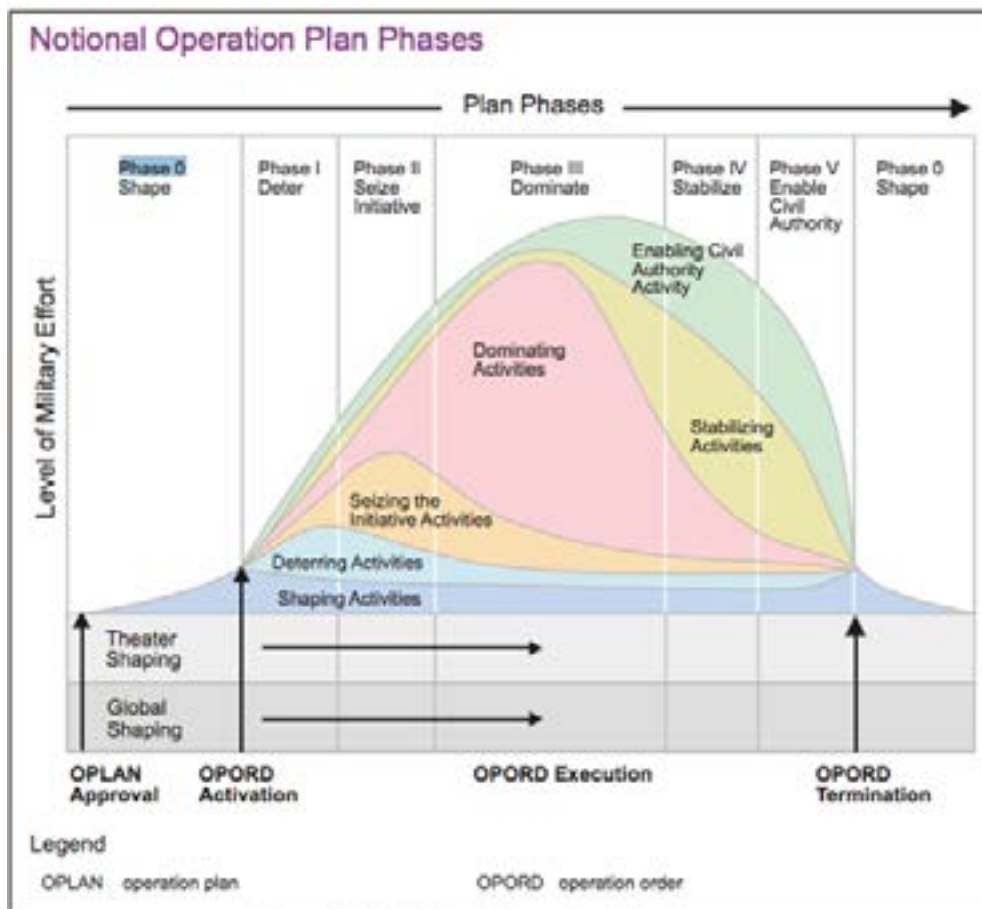 Notional Operation Plan Phases
Plan Phases
Phase 0
Shape
Phase I
Deter
Phase II
Seize
Initiative
Phase III
Dominate
Phase IV
Stabilize
Phase V
Enable
Civil
Authority
Phase 0
Shape
Level of Military Effort
Enabling Civil
Authority
Activity
Dominating
Activities
Stabilizing
Activities
Seizing the
Initiative Activities
Deterring Activities
Shaping Activities
Theater
Shaping
Global
Shaping
OPLAN
Approval
OPORD
Activation
OPORD Execution
OPORD
Termination
Legend
OPLAN operation plan
OPORD operation order